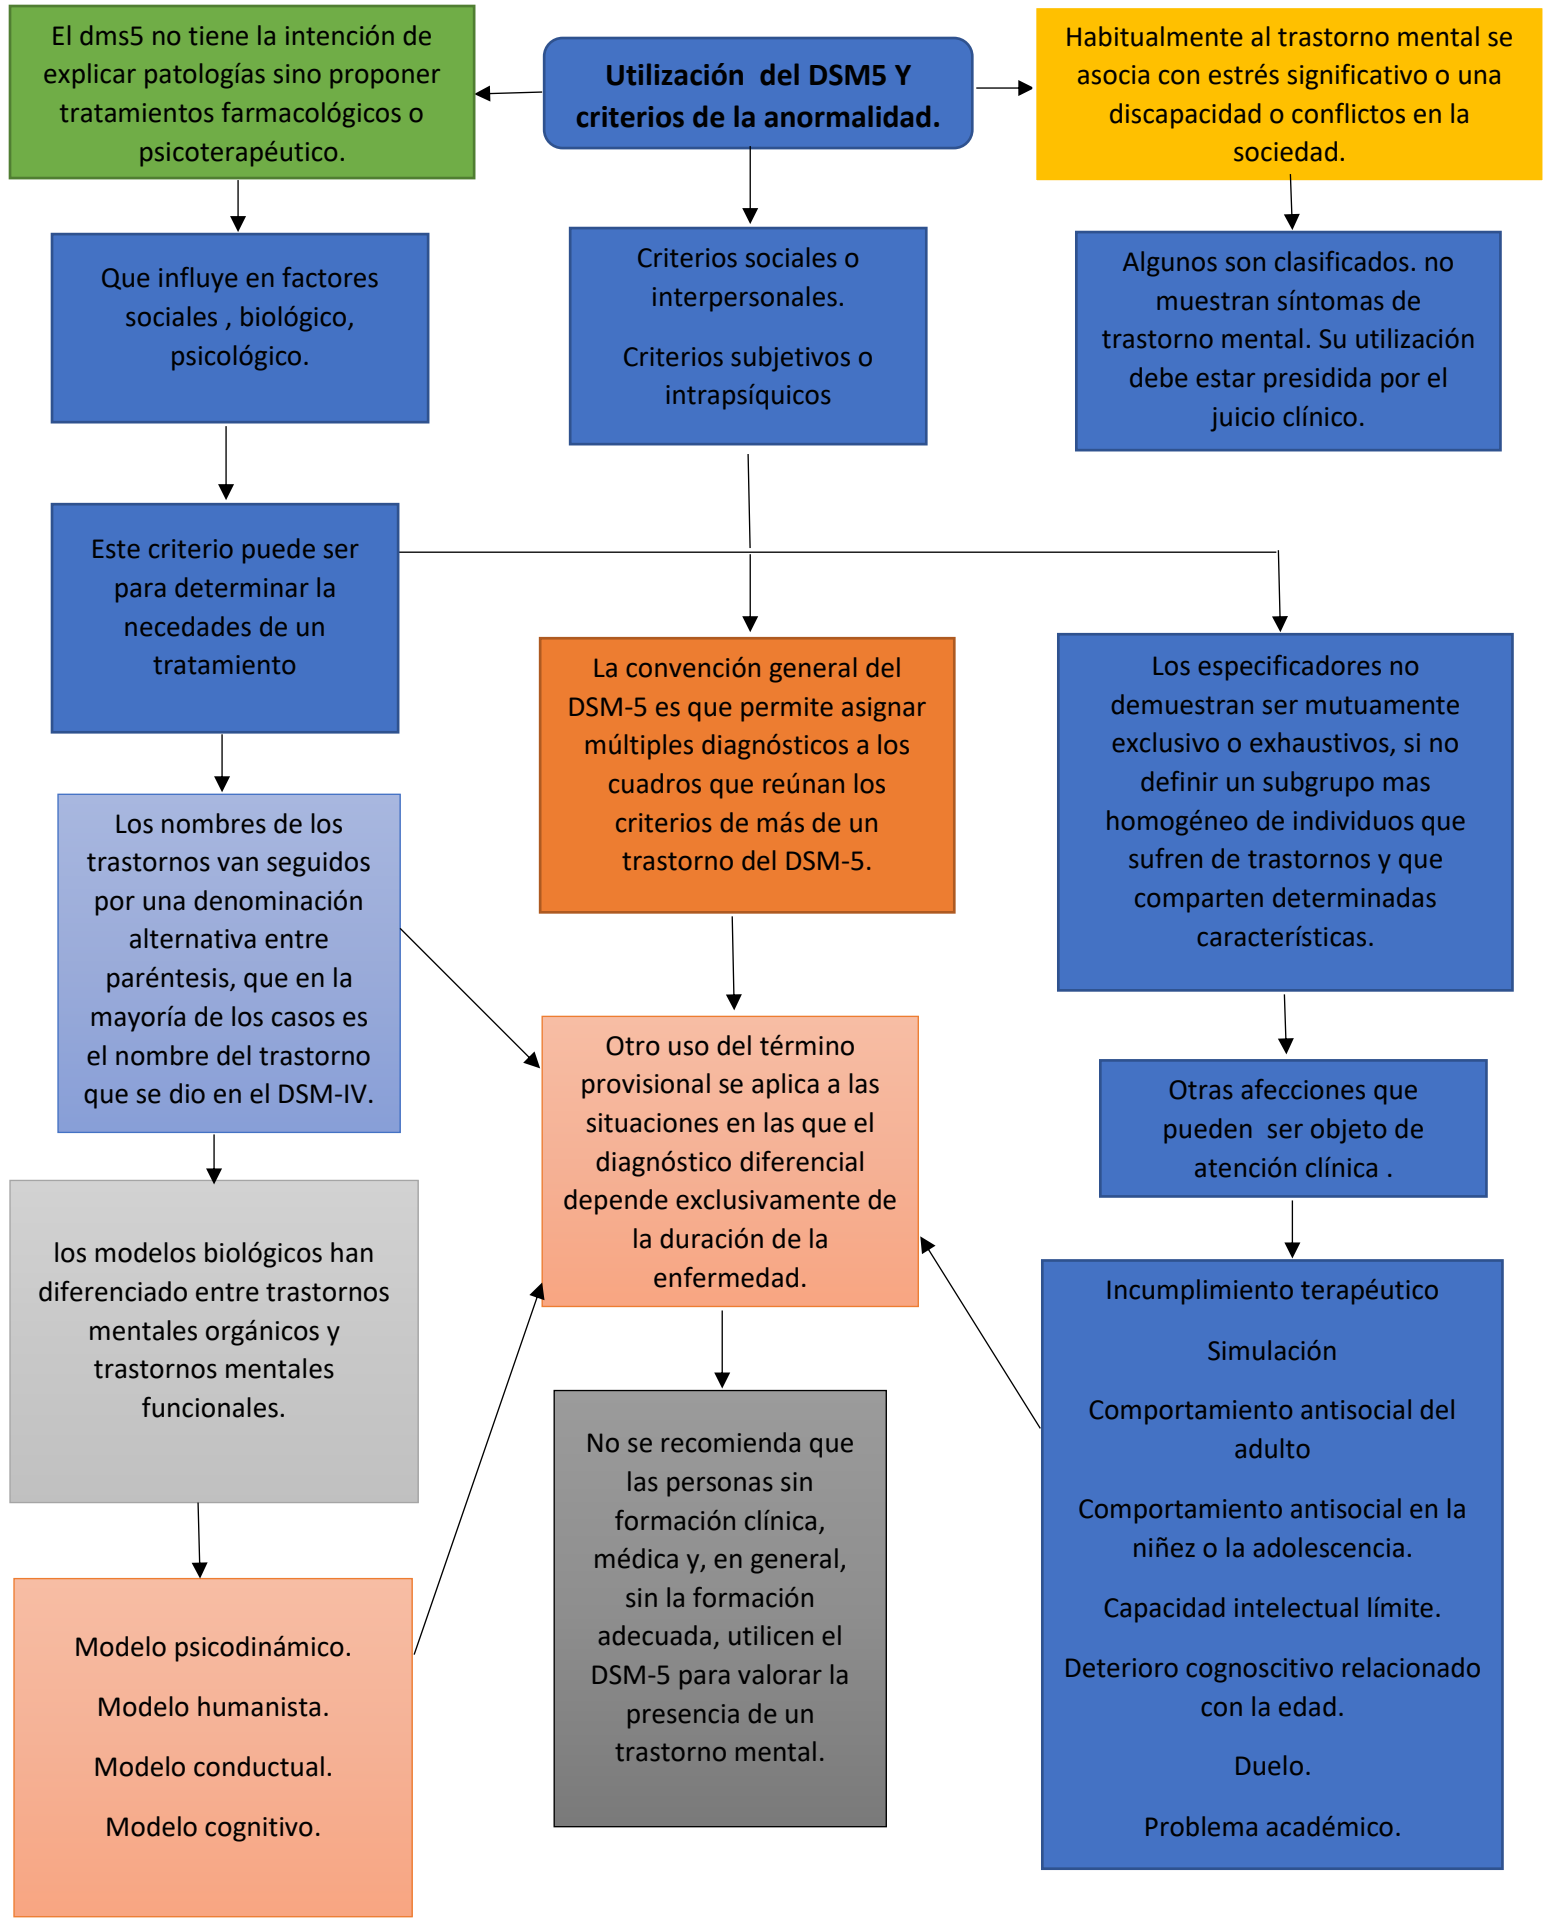 El dms5 no tiene la intención de
explicar patologías sino proponer
tratamientos farmacológicos o
psicoterapéutico.
Utilización  del DSM5 Y
criterios de la anormalidad.
Habitualmente al trastorno mental se
asocia con estrés significativo o una
discapacidad o conflictos en la
sociedad.
Que influye en factores
sociales , biológico,
psicológico.
Criterios sociales o
interpersonales.
Criterios subjetivos o
intrapsíquicos
Algunos son clasificados. no
muestran síntomas de
trastorno mental. Su utilización
debe estar presidida por el
juicio clínico.
Este criterio puede ser
para determinar la
necedades de un
tratamiento
La convención general del
DSM-5 es que permite asignar
múltiples diagnósticos a los
cuadros que reúnan los
criterios de más de un
trastorno del DSM-5.
Los especificadores no
demuestran ser mutuamente
exclusivo o exhaustivos, si no
definir un subgrupo mas
homogéneo de individuos que
sufren de trastornos y que
comparten determinadas
características.
Los nombres de los
trastornos van seguidos
por una denominación
alternativa entre
paréntesis, que en la
mayoría de los casos es
el nombre del trastorno
que se dio en el DSM-IV.
Otro uso del término
provisional se aplica a las
situaciones en las que el
diagnóstico diferencial
depende exclusivamente de
la duración de la
enfermedad.
Otras afecciones que
pueden  ser objeto de
atención clínica .
los modelos biológicos han
diferenciado entre trastornos
mentales orgánicos y
trastornos mentales
funcionales.
No se recomienda que
las personas sin
formación clínica,
médica y, en general,
sin la formación
adecuada, utilicen el
DSM-5 para valorar la
presencia de un
trastorno mental.
Incumplimiento terapéutico
Simulación
Comportamiento antisocial del
adulto
Comportamiento antisocial en la
niñez o la adolescencia.
Capacidad intelectual límite.
Deterioro cognoscitivo relacionado
con la edad.
Duelo.
Problema académico.
Modelo psicodinámico.
Modelo humanista.
Modelo conductual.
Modelo cognitivo.